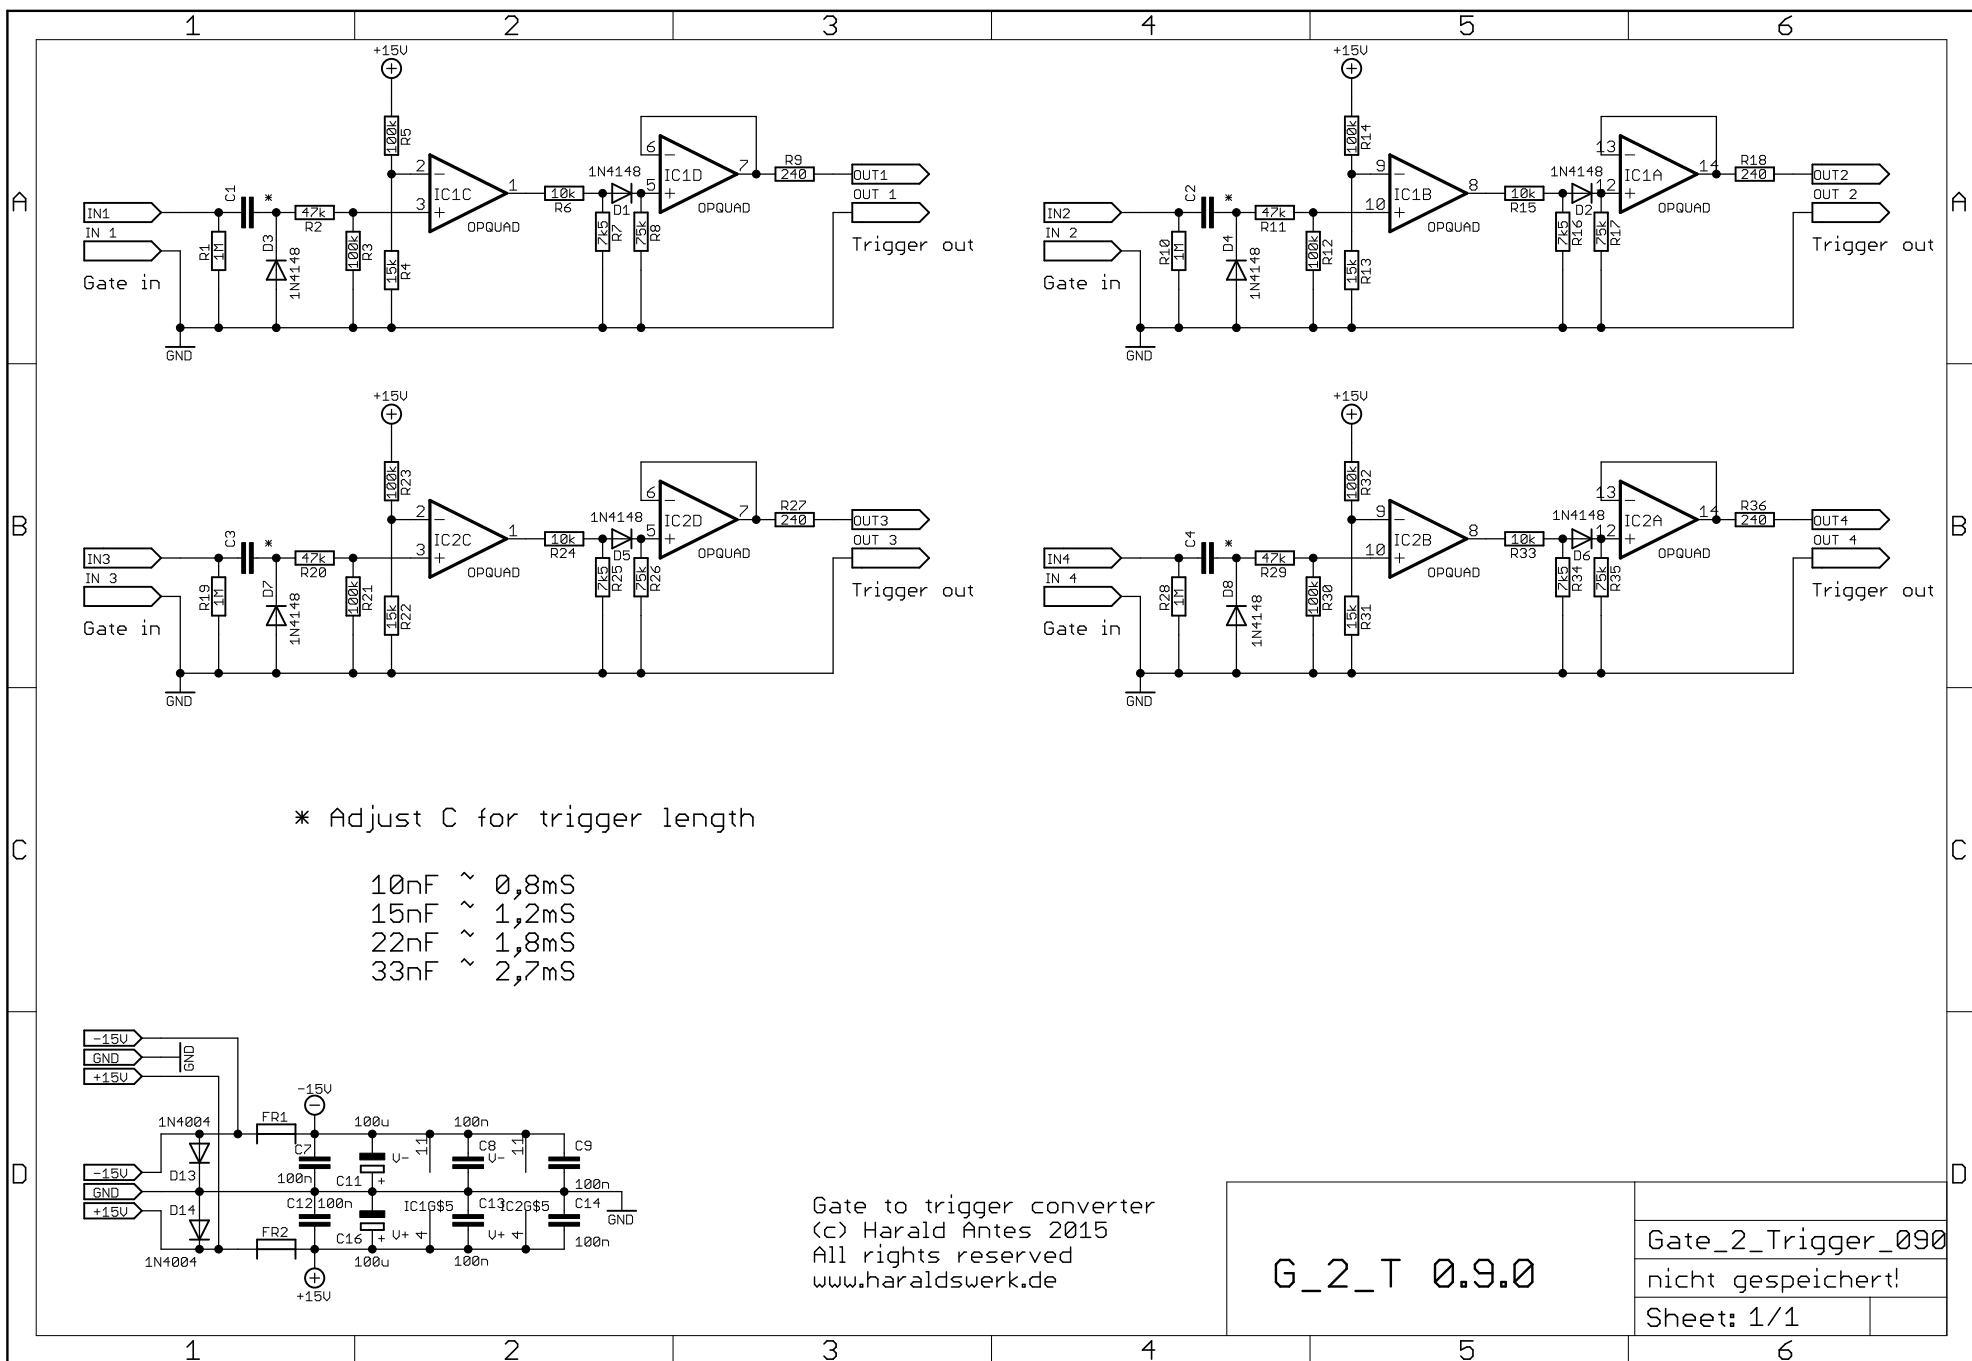 1 2 3 4 5 6
A
+15V
100k
R5
IN1
IN 1
Gate in
GND
R1
1M
C1
*
D3
1N4148
47k
R2
100k
R3
15k
R4
2
3
-
+
IC1C
OPQUAD
1
10k
R6
1N4148
D1
7k5
R7
75k
R8
6
5
-
+
IC1D
OPQUAD
7
R9
240
OUT1
OUT 1
Trigger out
+15V
100k
R14
IN2
IN 2
Gate in
GND
R10
1M
C2
*
D4
1N4148
47k
R11
100k
R12
15k
R13
9
10
-
+
IC1B
OPQUAD
8
10k
R15
1N4148
D2
7k5
R16
75k
R17
13
12
-
+
IC1A
OPQUAD
14
R18
240
OUT2
OUT 2
Trigger out
A
B
+15V
100k
R23
IN3
IN 3
Gate in
GND
R19
1M
C3
*
D7
1N4148
47k
R20
100k
R21
15k
R22
2
3
-
+
IC2C
OPQUAD
1
10k
R24
1N4148
D5
7k5
R25
75k
R26
6
5
-
+
IC2D
OPQUAD
7
R27
240
OUT3
OUT 3
Trigger out
+15V
100k
R32
IN4
IN 4
Gate in
GND
R28
1M
C4
*
D8
1N4148
47k
R29
100k
R30
15k
R31
9
10
-
+
IC2B
OPQUAD
8
10k
R33
1N4148
D6
7k5
R34
75k
R35
13
12
-
+
IC2A
OPQUAD
14
R36
240
OUT4
OUT 4
Trigger out
B
C
* Adjust C for trigger length
10nF ~ 0,8mS
15nF ~ 1,2mS
22nF ~ 1,8mS
33nF ~ 2,7mS
C
D
-15V
GND
+15V
GND
-15V
1N4004
FR1
100u
100n
C7
100n
V-
11
C8
V-
11
C9
100n
-15V
GND
+15V
D13
D14
C11
+
C12
100n
IC1G$5
C13
IC2G$5
C14
GND
FR2
C16
+
V+
4
V+
4
100n
1N4004
100u
100n
+15V
Gate to trigger converter
(c) Harald Antes 2015
All rights reserved
www.haraldswerk.de
G_2_T 0.9.0
Gate_2_Trigger_090
nicht gespeichert!
Sheet: 1/1
D
1 2 3 4 5 6